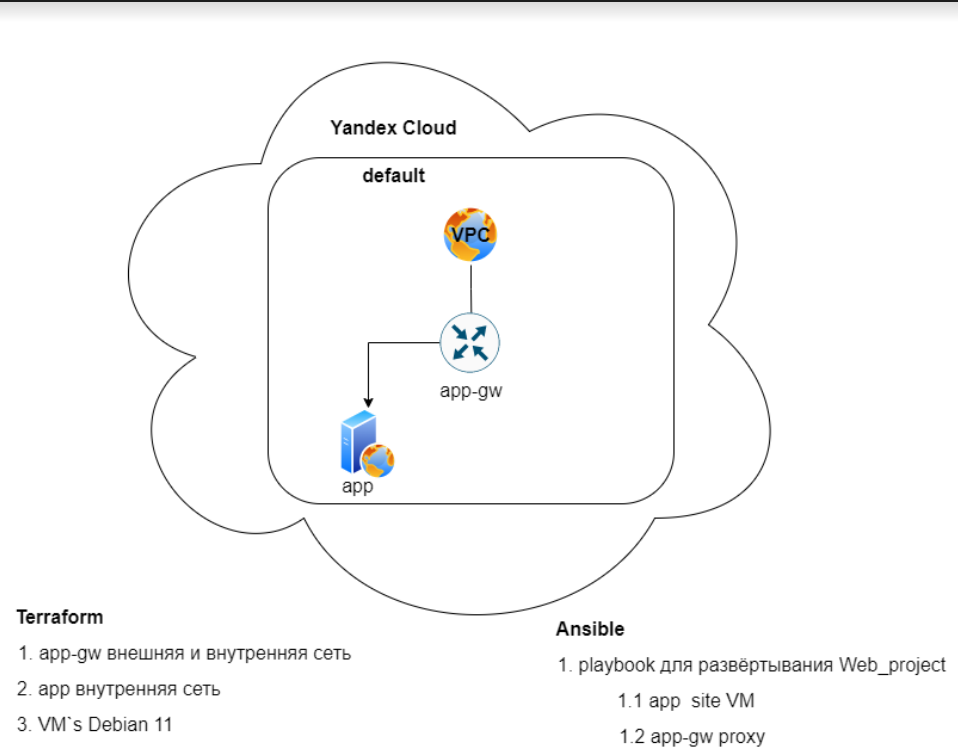 Yandex Cloud
default
VPC
app-gw
app
Terraform
1. app-gw внешняя и внутренняя сеть
2. app внутренняя сеть
3. VM`s Debian 11
Ansible
1. playbook для развёртывания Web_project
1.1 app  site VM
1.2 app-gw proxy